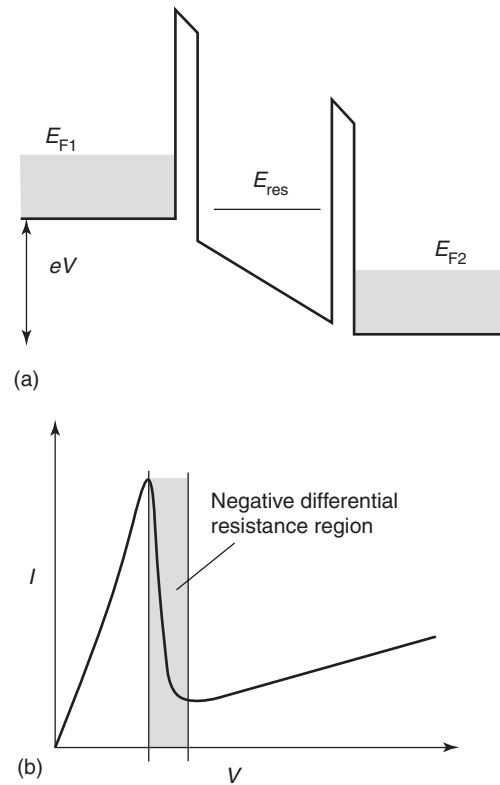 E_F1
E_res
eV
E_F2
(a)
Negative differential
resistance region
I
(b)
V